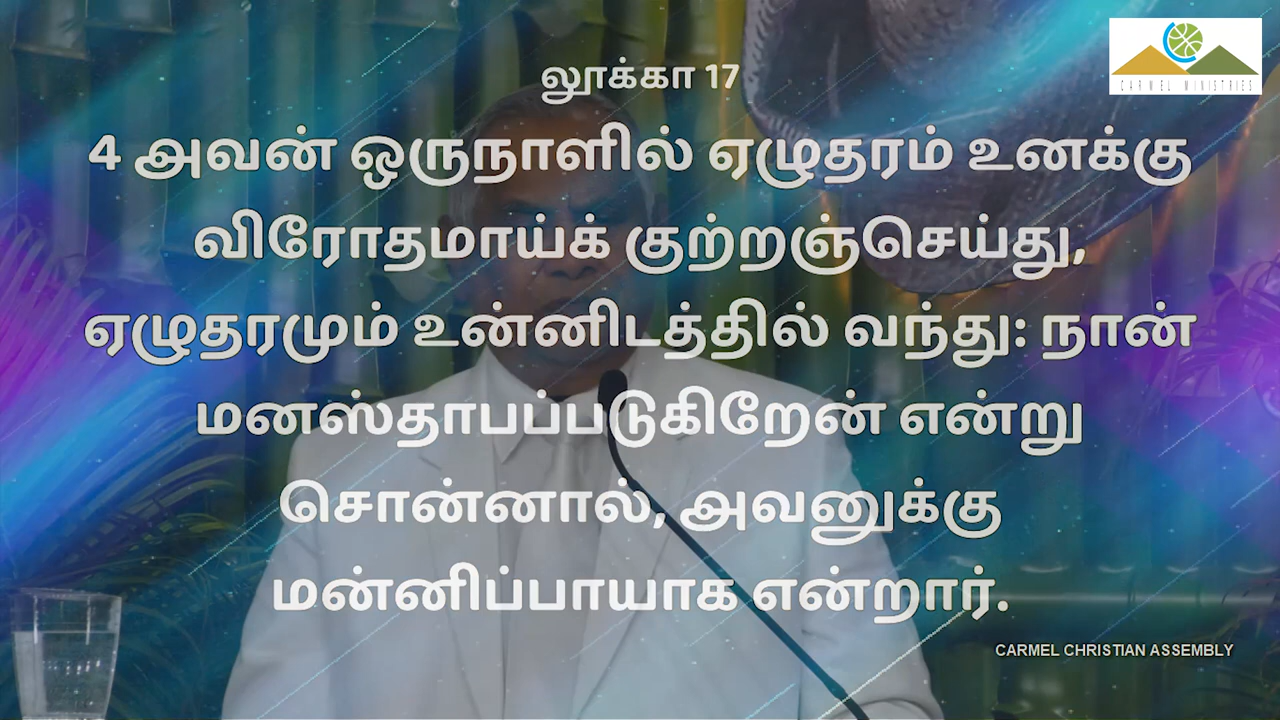 லூக்கா 17
CARMEL MINISTRIES
4 அவன் ஒருநாளில் ஏழுதரம் உனக்கு
விரோதமாய்க் குற்றஞ்செய்து,
ஏழுதரமும் உன்னிடத்தில் வந்து: நான்
மனஸ்தாபப்படுகிறேன் என்று
சொன்னால், அவனுக்கு
மன்னிப்பாயாக என்றார்.
CARMEL CHRISTIAN ASSEMBLY